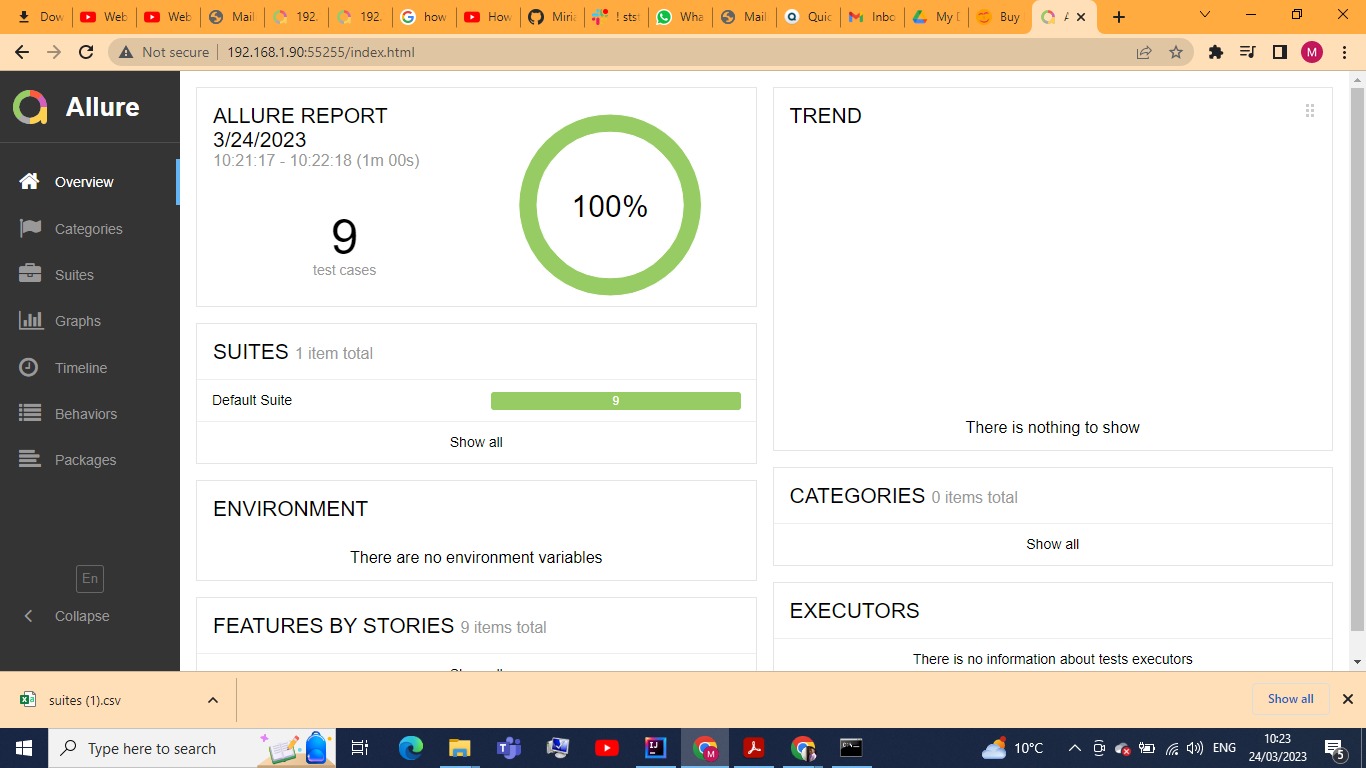 Dow
Web
Web
Mail
192.
192.
how
How
Miria
! stst
Wha
Mail
Quic
Inbo
My D
Buy
Not secure
192.168.1.90:55255/index.html
M
Allure
Overview
Categories
Suites
Graphs
Timeline
Behaviors
Packages
En
Collapse
ALLURE REPORT
3/24/2023
10:21:17 - 10:22:18 (1m 00s)
9
test cases
100%
SUITES 1 item total
Default Suite 9
Show all
ENVIRONMENT
There are no environment variables
FEATURES BY STORIES 9 items total
TREND
There is nothing to show
CATEGORIES 0 items total
Show all
EXECUTORS
There is no information about tests executors
suites (1).csv
Show all
Type here to search
10°C
ENG
10:23
24/03/2023
5